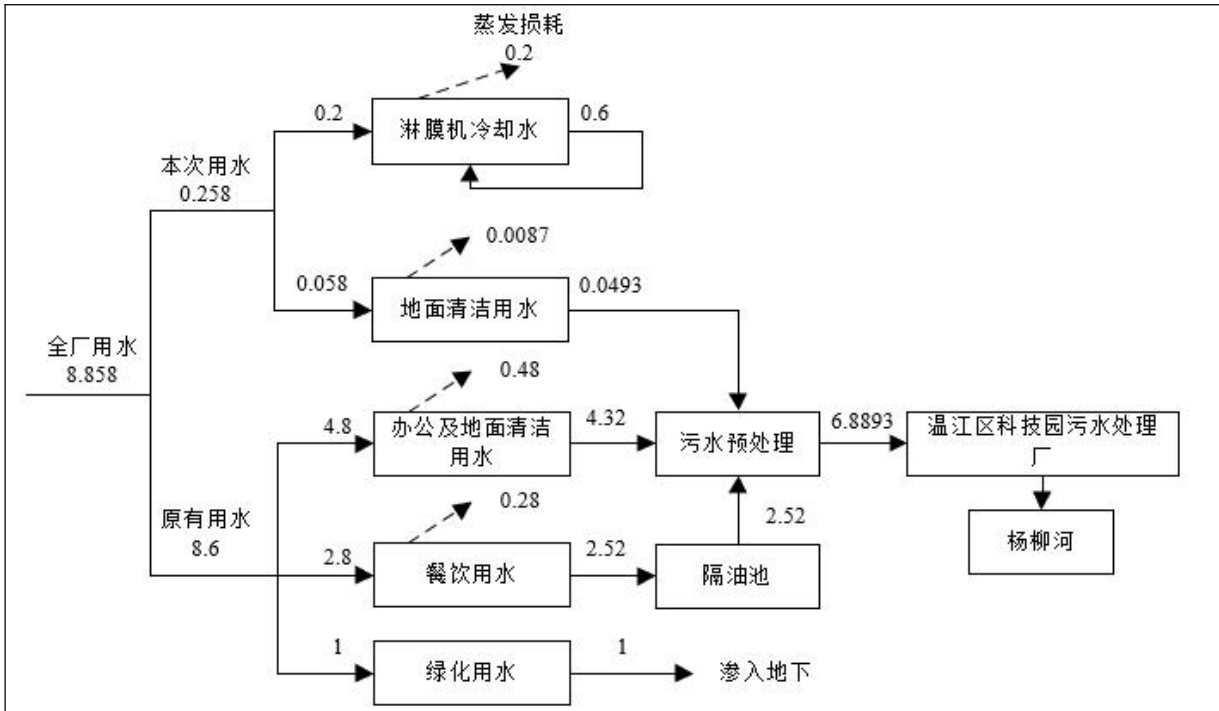 蒸发损耗
0.2
0.2
淋膜机冷却水
0.6
本次用水
0.258
0.0087
0.058
地面清洁用水
0.0493
全厂用水
8.858
0.48
4.8
办公及地面清洁
用水
4.32
污水预处理
6.8893
温江区科技园污水处理
厂
原有用水
8.6
0.28
2.52
杨柳河
2.8
餐饮用水
2.52
隔油池
1
绿化用水
1
渗入地下